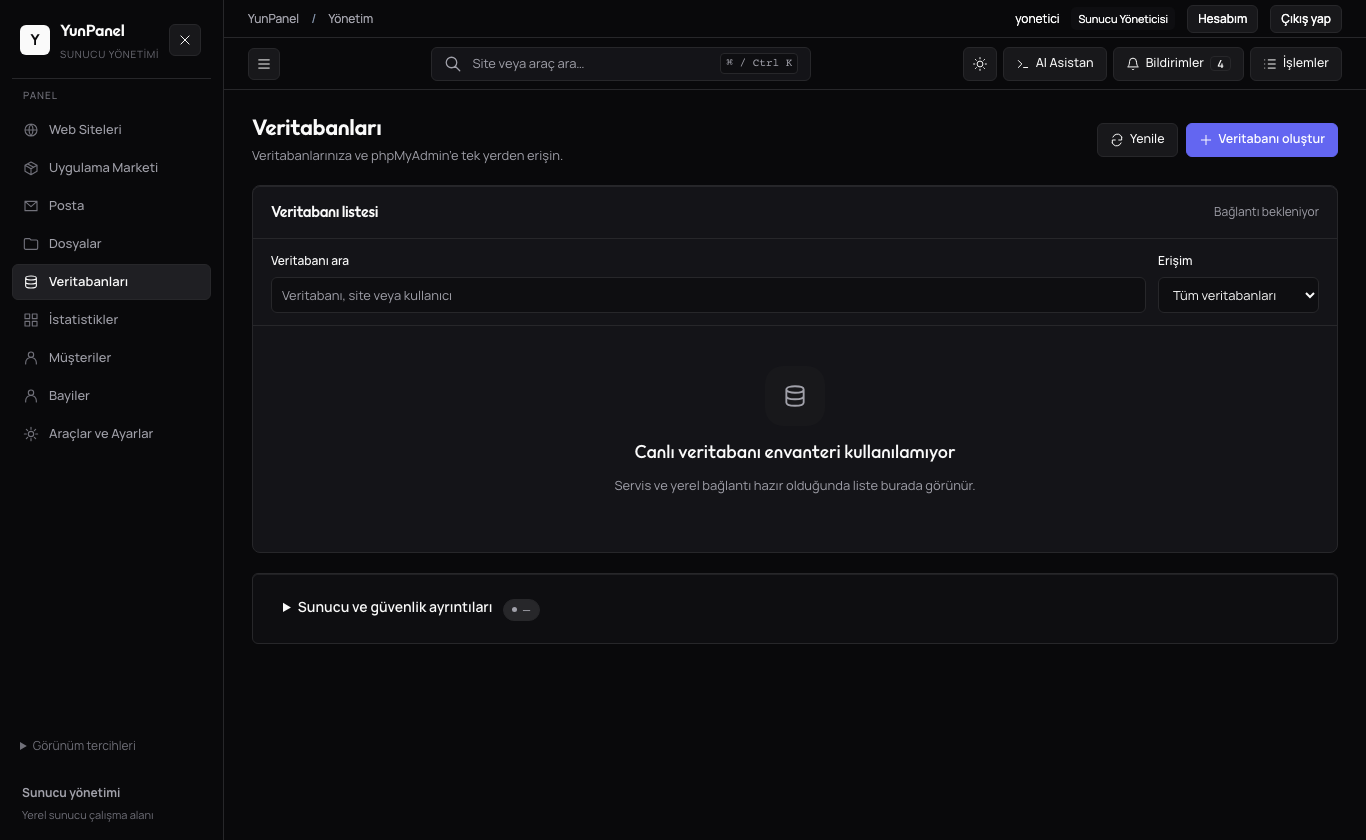 Y
YunPanel
SUNUCU YÖNETİMİ
PANEL
Web Siteleri
Uygulama Marketi
Posta
Dosyalar
Veritabanları
İstatistikler
Müşteriler
Bayiler
Araçlar ve Ayarlar
Görünüm tercihleri
Sunucu yönetimi
Yerel sunucu çalışma alanı
YunPanel / Yönetim
yonetici Sunucu Yöneticisi Hesabım Çıkış yap
Site veya araç ara... ⌘ / Ctrl K
AI Asistan Bildirimler 4 İşlemler
Veritabanları
Veritabanlarınıza ve phpMyAdmin'e tek yerden erişin.
Yenile Veritabanı oluştur
Veritabanı listesi Bağlantı bekleniyor
Veritabanı ara Erişim
Veritabanı, site veya kullanıcı Tüm veritabanları
Canlı veritabanı envanteri kullanılamıyor
Servis ve yerel bağlantı hazır olduğunda liste burada görünür.
Sunucu ve güvenlik ayrıntıları —